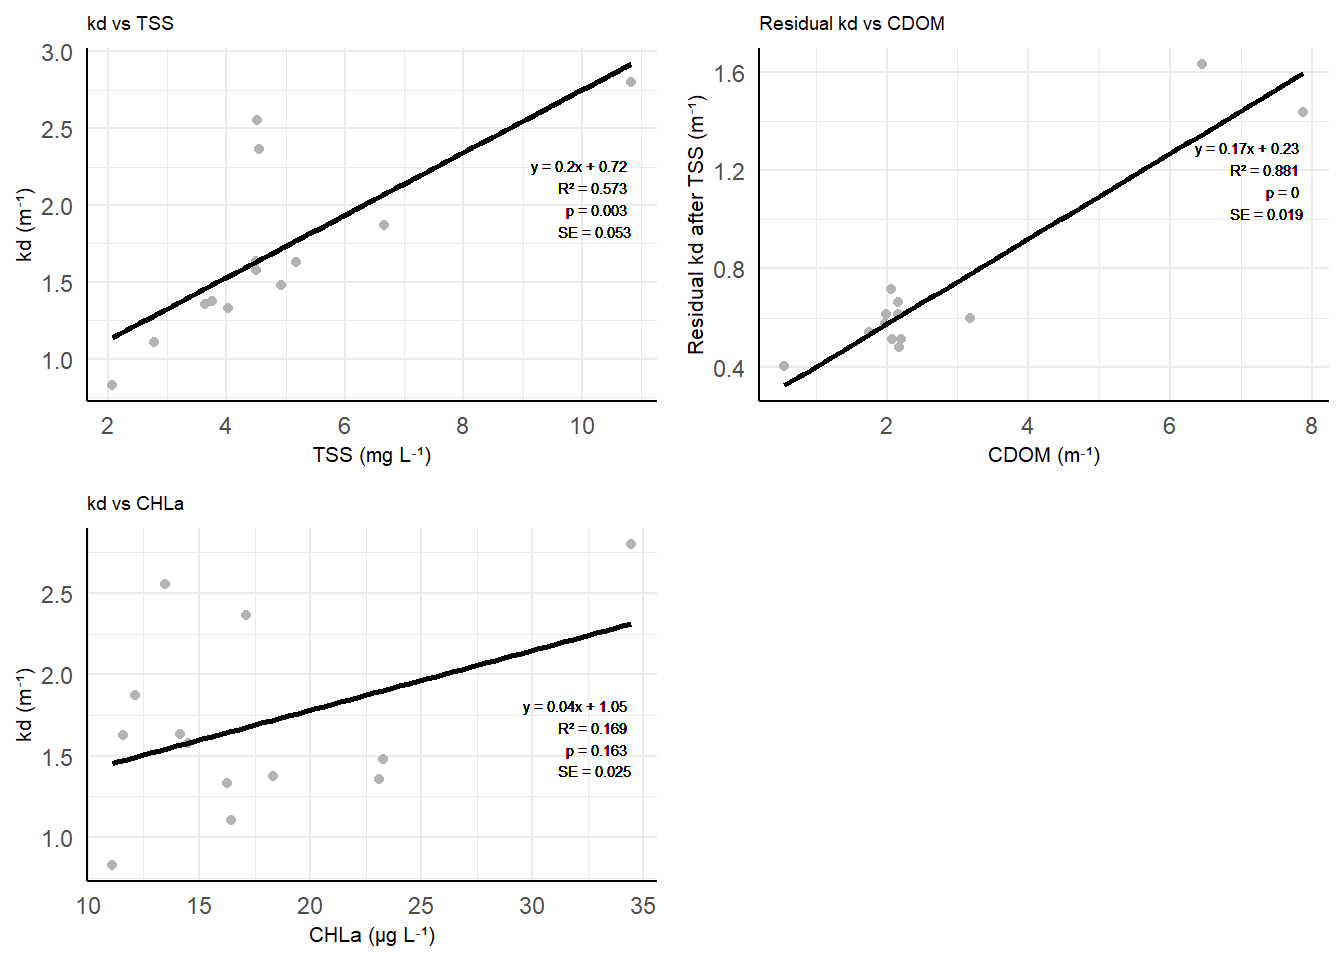 kd vs TSS
3.0
2.5
2.0
1.5
1.0
kd (m⁻¹)
y = 0.2x + 0.72
R² = 0.573
p = 0.003
SE = 0.053
2 4 6 8 10
TSS (mg L⁻¹)
Residual kd vs CDOM
1.6
1.2
0.8
0.4
Residual kd after TSS (m⁻¹)
y = 0.17x + 0.23
R² = 0.881
p = 0
SE = 0.019
2 4 6 8
CDOM (m⁻¹)
kd vs CHLa
2.5
2.0
1.5
1.0
kd (m⁻¹)
y = 0.04x + 1.05
R² = 0.169
p = 0.163
SE = 0.025
10 15 20 25 30 35
CHLa (µg L⁻¹)